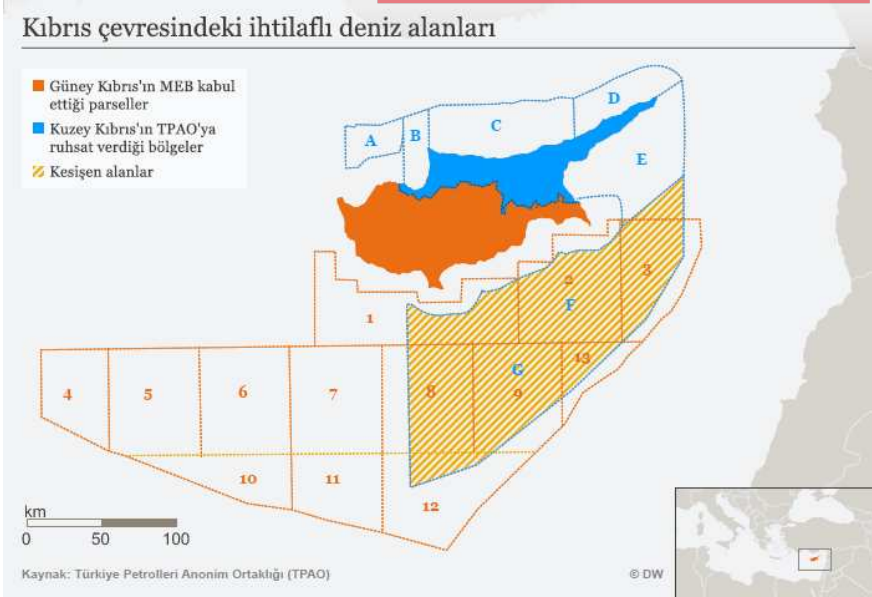 Kıbrıs çevresindeki ihtilaflı deniz alanları
Güney Kıbrıs'ın MEB kabul
ettiği parseller
Kuzey Kıbrıs'ın TPAO'ya
ruhsat verdiği bölgeler
Kesişen alanlar
A
B
C
D
E
F
G
1
2
3
4
5
6
7
8
9
13
10
11
12
km
0 50 100
Kaynak: Türkiye Petrolleri Anonim Ortaklığı (TPAO)
© DW